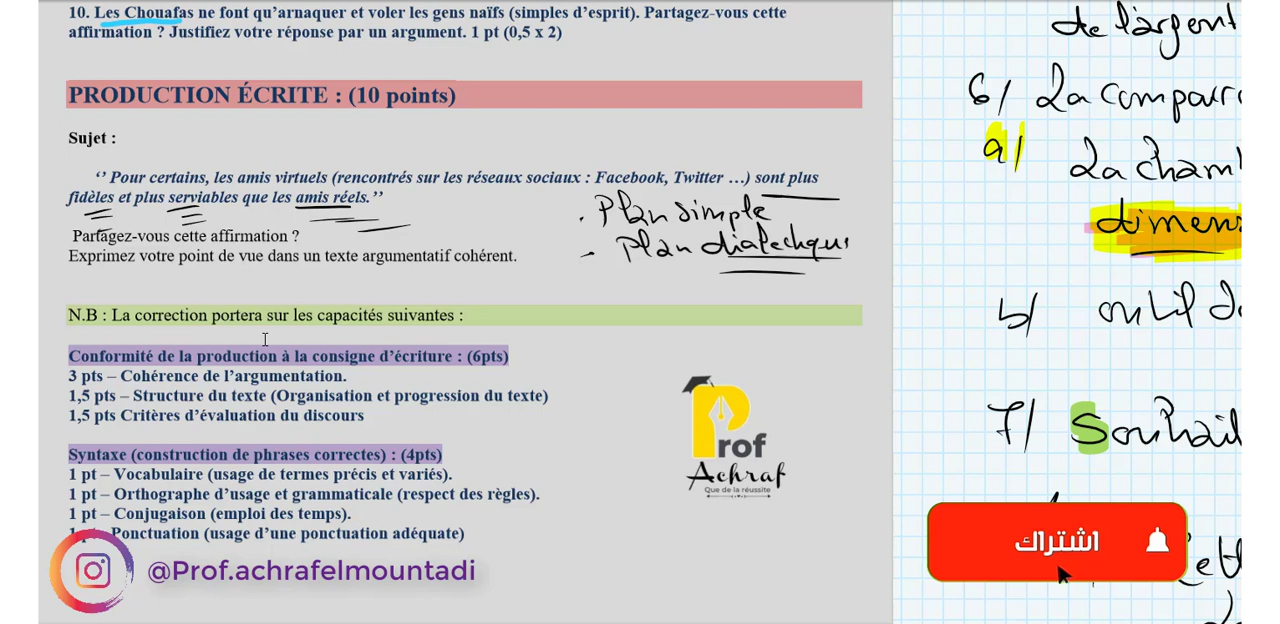 10. Les Chouafas ne font qu’arnaquer et voler les gens naïfs (simples d’esprit). Partagez-vous cette
affirmation ? Justifiez votre réponse par un argument. 1 pt (0,5 x 2)
PRODUCTION ÉCRITE : (10 points)
Sujet :
‘’ Pour certains, les amis virtuels (rencontrés sur les réseaux sociaux : Facebook, Twitter …) sont plus
fidèles et plus serviables que les amis réels.’’
. Plan simple
Partagez-vous cette affirmation ?
- Plan dialectique
Exprimez votre point de vue dans un texte argumentatif cohérent.
N.B : La correction portera sur les capacités suivantes :
Conformité de la production à la consigne d’écriture : (6pts)
3 pts – Cohérence de l’argumentation.
1,5 pts – Structure du texte (Organisation et progression du texte)
1,5 pts Critères d’évaluation du discours
Syntaxe (construction de phrases correctes) : (4pts)
1 pt – Vocabulaire (usage de termes précis et variés).
1 pt – Orthographe d’usage et grammaticale (respect des règles).
1 pt – Conjugaison (emploi des temps).
Ponctuation (usage d’une ponctuation adéquate)
@Prof.achrafelmountadi
Prof
Achraf
Que de la réussite
de l'argent
6/ La compar
a/ La cham
dimens
b/
7/ Souhait
اشتراك